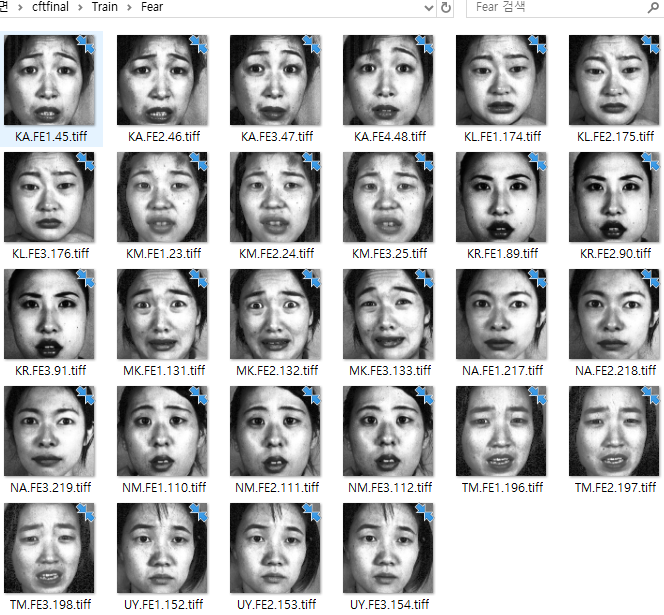 면 > cftfinal > Train > Fear
Fear 검색
KA.FE1.45.tiff KA.FE2.46.tiff KA.FE3.47.tiff KA.FE4.48.tiff KL.FE1.174.tiff KL.FE2.175.tiff
KL.FE3.176.tiff KM.FE1.23.tiff KM.FE2.24.tiff KM.FE3.25.tiff KR.FE1.89.tiff KR.FE2.90.tiff
KR.FE3.91.tiff MK.FE1.131.tiff MK.FE2.132.tiff MK.FE3.133.tiff NA.FE1.217.tiff NA.FE2.218.tiff
NA.FE3.219.tiff NM.FE1.110.tiff NM.FE2.111.tiff NM.FE3.112.tiff TM.FE1.196.tiff TM.FE2.197.tiff
TM.FE3.198.tiff UY.FE1.152.tiff UY.FE2.153.tiff UY.FE3.154.tiff